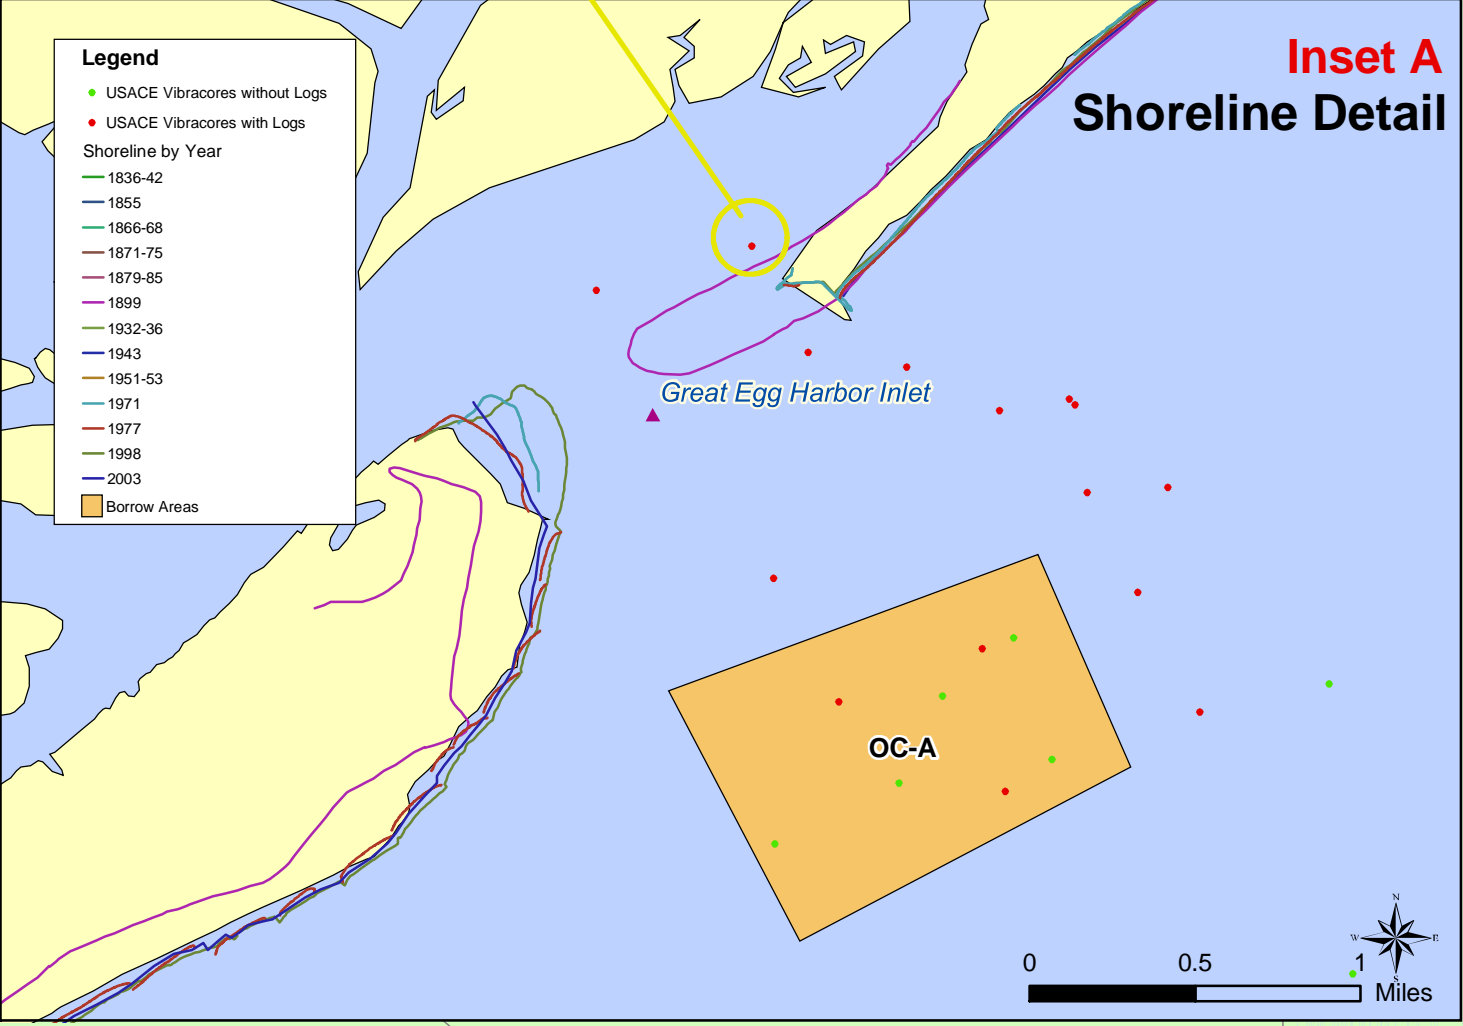 Inset A
Shoreline Detail
Legend
USACE Vibracores without Logs
USACE Vibracores with Logs
Shoreline by Year
1836-42
1855
1866-68
1871-75
1879-85
1899
1932-36
1943
1951-53
1971
1977
1998
2003
Borrow Areas
Great Egg Harbor Inlet
OC-A
N
W E
S
0 0.5 1
Miles